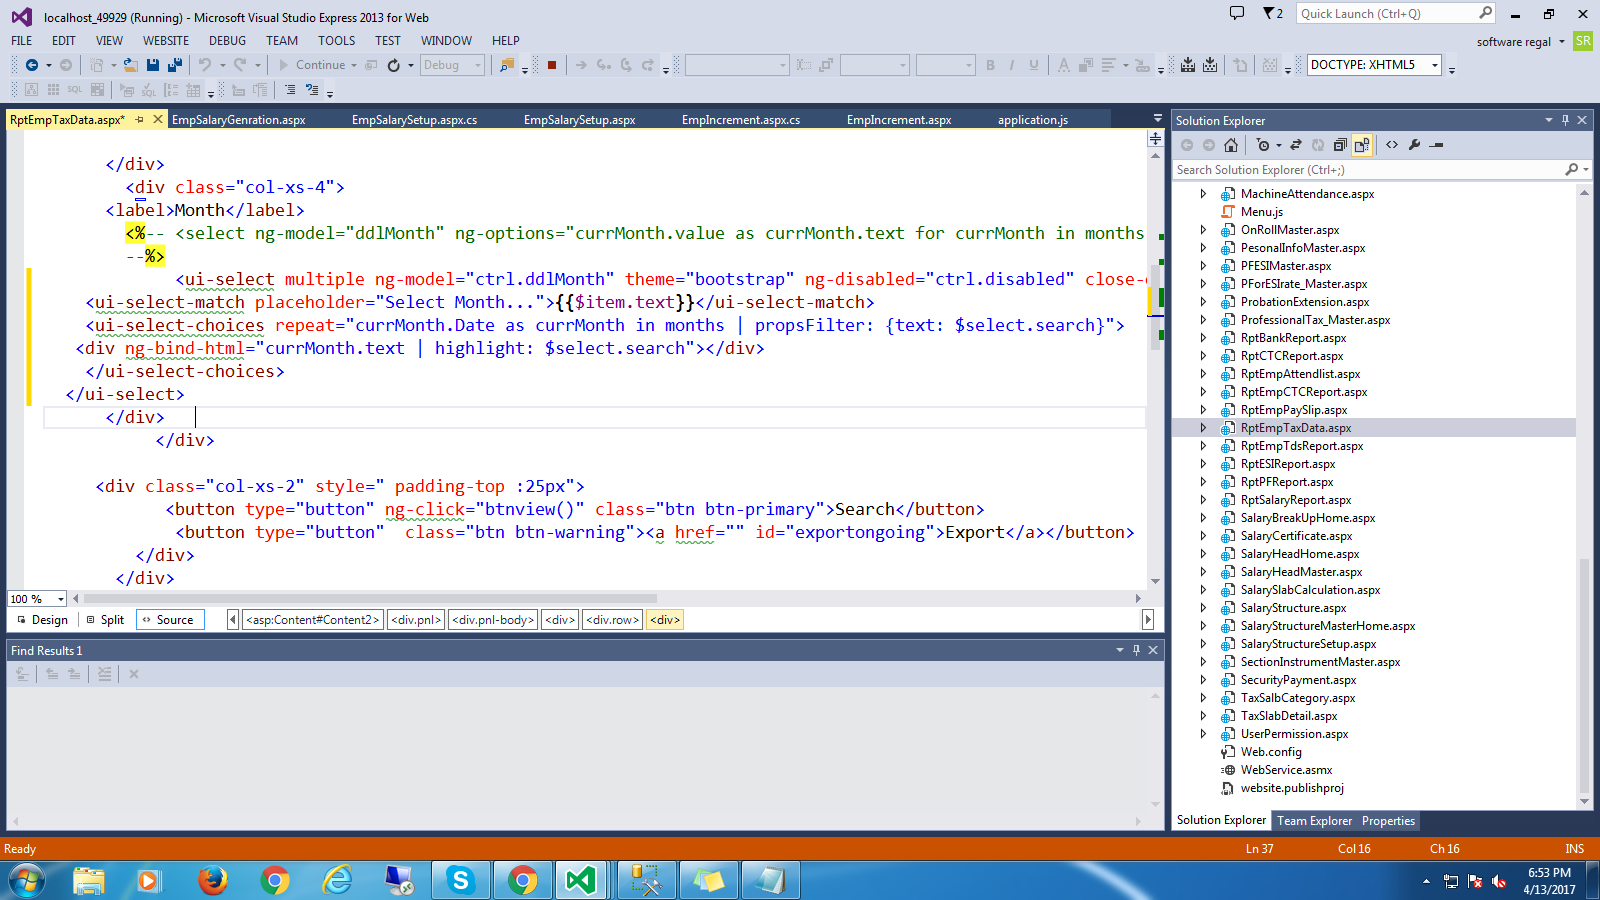 localhost_49929 (Running) - Microsoft Visual Studio Express 2013 for Web
2
Quick Launch (Ctrl+Q)
FILE EDIT VIEW WEBSITE DEBUG TEAM TOOLS TEST WINDOW HELP
software regal SR
Continue Debug DOCTYPE: XHTML5
SQL SQL
RptEmpTaxData.aspx* EmpSalaryGenration.aspx EmpSalarySetup.aspx.cs EmpSalarySetup.aspx EmpIncrement.aspx.cs EmpIncrement.aspx application.js
</div>
<div class="col-xs-4">
<label>Month</label>
<%-- <select ng-model="ddlMonth" ng-options="currMonth.value as currMonth.text for currMonth in months
--%>
<ui-select multiple ng-model="ctrl.ddlMonth" theme="bootstrap" ng-disabled="ctrl.disabled" close-
<ui-select-match placeholder="Select Month...">{{$item.text}}</ui-select-match>
<ui-select-choices repeat="currMonth.Date as currMonth in months | propsFilter: {text: $select.search}">
<div ng-bind-html="currMonth.text | highlight: $select.search"></div>
</ui-select-choices>
</ui-select>
</div>
</div>
<div class="col-xs-2" style=" padding-top :25px">
<button type="button" ng-click="btnview()" class="btn btn-primary">Search</button>
<button type="button"  class="btn btn-warning"><a href="" id="exportongoing">Export</a></button>
</div>
</div>
100 %
Design Split Source <asp:Content#Content2> <div.pnl> <div.pnl-body> <div> <div.row> <div>
Find Results 1
Solution Explorer
Search Solution Explorer (Ctrl+;)
MachineAttendance.aspx
Menu.js
OnRollMaster.aspx
PesonalInfoMaster.aspx
PFESIMaster.aspx
PForESIrate_Master.aspx
ProbationExtension.aspx
ProfessionalTax_Master.aspx
RptBankReport.aspx
RptCTCReport.aspx
RptEmpAttendlist.aspx
RptEmpCTCReport.aspx
RptEmpPaySlip.aspx
RptEmpTaxData.aspx
RptEmpTdsReport.aspx
RptESIReport.aspx
RptPFReport.aspx
RptSalaryReport.aspx
SalaryBreakUpHome.aspx
SalaryCertificate.aspx
SalaryHeadHome.aspx
SalaryHeadMaster.aspx
SalarySlabCalculation.aspx
SalaryStructure.aspx
SalaryStructureMasterHome.aspx
SalaryStructureSetup.aspx
SectionInstrumentMaster.aspx
SecurityPayment.aspx
TaxSalbCategory.aspx
TaxSlabDetail.aspx
UserPermission.aspx
Web.config
WebService.asmx
website.publishproj
Solution Explorer Team Explorer Properties
Ready Ln 37 Col 16 Ch 16 INS
6:53 PM
4/13/2017